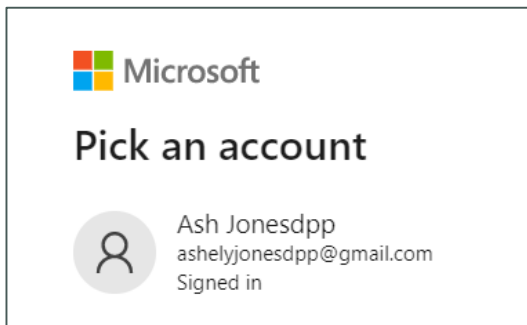 Microsoft
Pick an account
Ash Jonesdpp
ashelyjonesdpp@gmail.com
Signed in